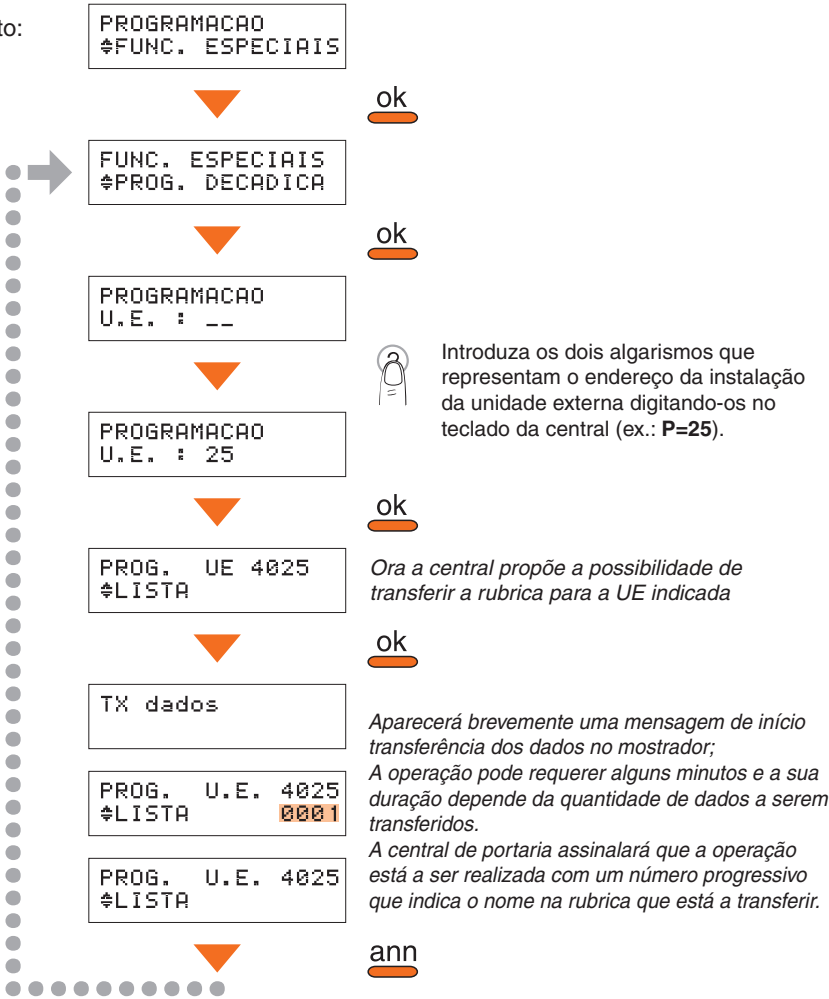 to:
PROGRAMACAO
≑FUNC. ESPECIAIS
ok
FUNC. ESPECIAIS
≑PROG. DECADICA
ok
PROGRAMACAO
U.E. : __
Introduza os dois algarismos que
representam o endereço da instalação
da unidade externa digitando-os no
teclado da central (ex.: P=25).
PROGRAMACAO
U.E. : 25
ok
PROG. UE 4025
≑LISTA
Ora a central propõe a possibilidade de
transferir a rubrica para a UE indicada
ok
TX dados
Aparecerá brevemente uma mensagem de início
transferência dos dados no mostrador;
A operação pode requerer alguns minutos e a sua
duração depende da quantidade de dados a serem
transferidos.
A central de portaria assinalará que a operação
está a ser realizada com um número progressivo
que indica o nome na rubrica que está a transferir.
PROG. U.E. 4025
≑LISTA 0001
PROG. U.E. 4025
≑LISTA
ann